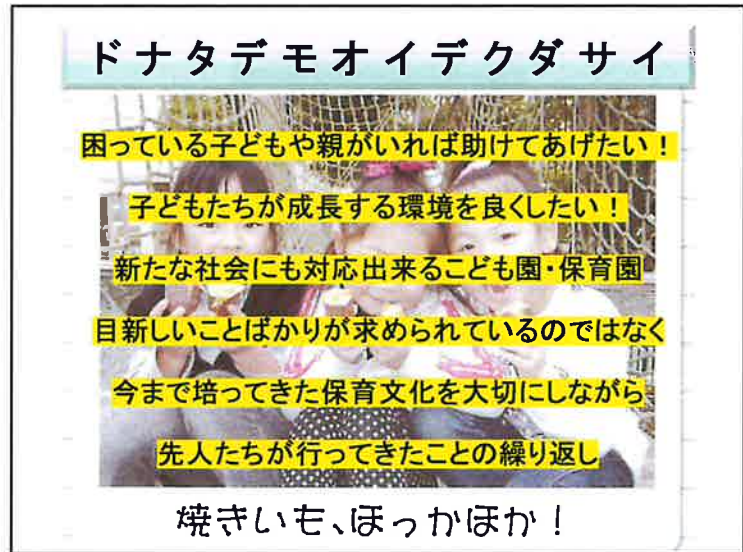 ドナタデモオイデクダサイ
困っている子どもや親がいれば助けてあげたい！
子どもたちが成長する環境を良くしたい！
新たな社会にも対応出来るこども園・保育園
目新しいことばかりが求められているのではなく
今まで培ってきた保育文化を大切にしながら
先人たちが行ってきたことの繰り返し
焼きいも、ほっかほか！